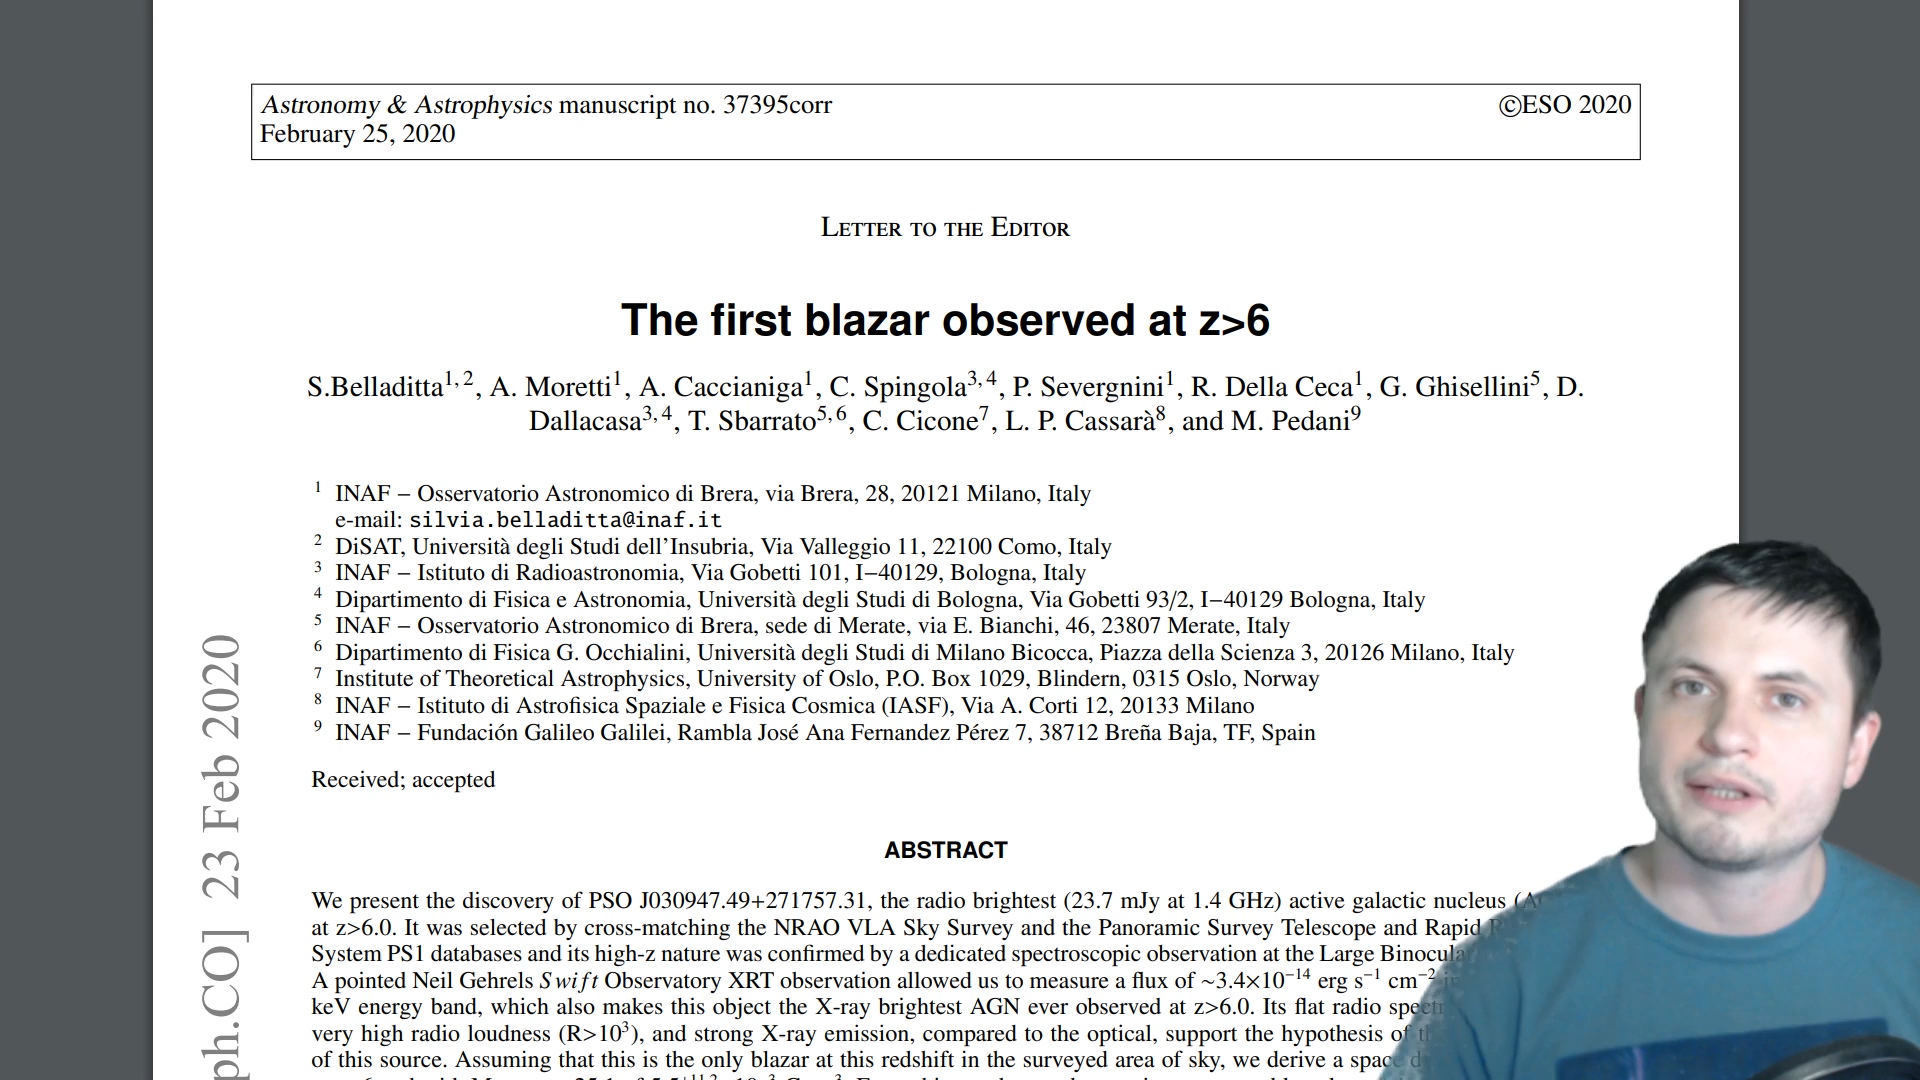 Astronomy & Astrophysics manuscript no. 37395corr
February 25, 2020
©ESO 2020
LETTER TO THE EDITOR
The first blazar observed at z>6
S.Belladitta1, 2, A. Moretti1, A. Caccianiga1, C. Spingola3, 4, P. Severgnini1, R. Della Ceca1, G. Ghisellini5, D.
Dallacasa3, 4, T. Sbarrato5, 6, C. Cicone7, L. P. Cassarà8, and M. Pedani9
1 INAF – Osservatorio Astronomico di Brera, via Brera, 28, 20121 Milano, Italy
e-mail: silvia.belladitta@inaf.it
2 DiSAT, Università degli Studi dell’Insubria, Via Valleggio 11, 22100 Como, Italy
3 INAF – Istituto di Radioastronomia, Via Gobetti 101, I−40129, Bologna, Italy
4 Dipartimento di Fisica e Astronomia, Università degli Studi di Bologna, Via Gobetti 93/2, I−40129 Bologna, Italy
5 INAF – Osservatorio Astronomico di Brera, sede di Merate, via E. Bianchi, 46, 23807 Merate, Italy
6 Dipartimento di Fisica G. Occhialini, Università degli Studi di Milano Bicocca, Piazza della Scienza 3, 20126 Milano, Italy
7 Institute of Theoretical Astrophysics, University of Oslo, P.O. Box 1029, Blindern, 0315 Oslo, Norway
8 INAF – Istituto di Astrofisica Spaziale e Fisica Cosmica (IASF), Via A. Corti 12, 20133 Milano
9 INAF – Fundación Galileo Galilei, Rambla José Ana Fernandez Pérez 7, 38712 Breña Baja, TF, Spain
Received; accepted
ABSTRACT
We present the discovery of PSO J030947.49+271757.31, the radio brightest (23.7 mJy at 1.4 GHz) active galactic nucleus
at z>6.0. It was selected by cross-matching the NRAO VLA Sky Survey and the Panoramic Survey Telescope and Rapid
System PS1 databases and its high-z nature was confirmed by a dedicated spectroscopic observation at the Large
A pointed Neil Gehrels Swift Observatory XRT observation allowed us to measure a flux of ∼3.4×10−14 erg s−1 cm−2
keV energy band, which also makes this object the X-ray brightest AGN ever observed at z>6.0. Its flat radio
very high radio loudness (R>103), and strong X-ray emission, compared to the optical, support the hypothesis of
of this source. Assuming that this is the only blazar at this redshift in the surveyed area of sky, we derive a space
ph.CO] 23 Feb 2020